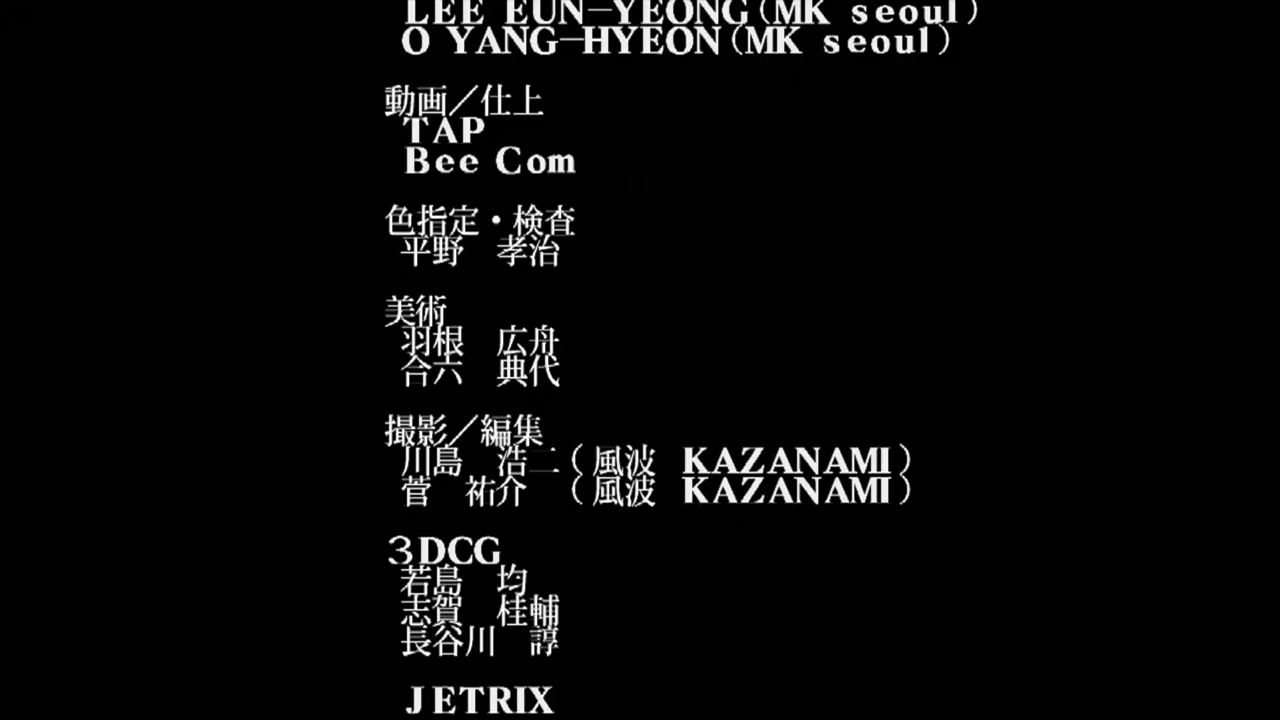 LEE EUN—YEONG(MK seoul)
O YANG—HYEON(MK seoul)
動画／仕上
TAP
Bee Com
色指定・検査
平野　孝治
美術
羽根　広舟
合六　典代
撮影／編集
川島　浩二(風波 KAZANAMI)
菅　祐介　(風波 KAZANAMI)
３DCG
若島　均
志賀　桂輔
長谷川　諄
JETRIX